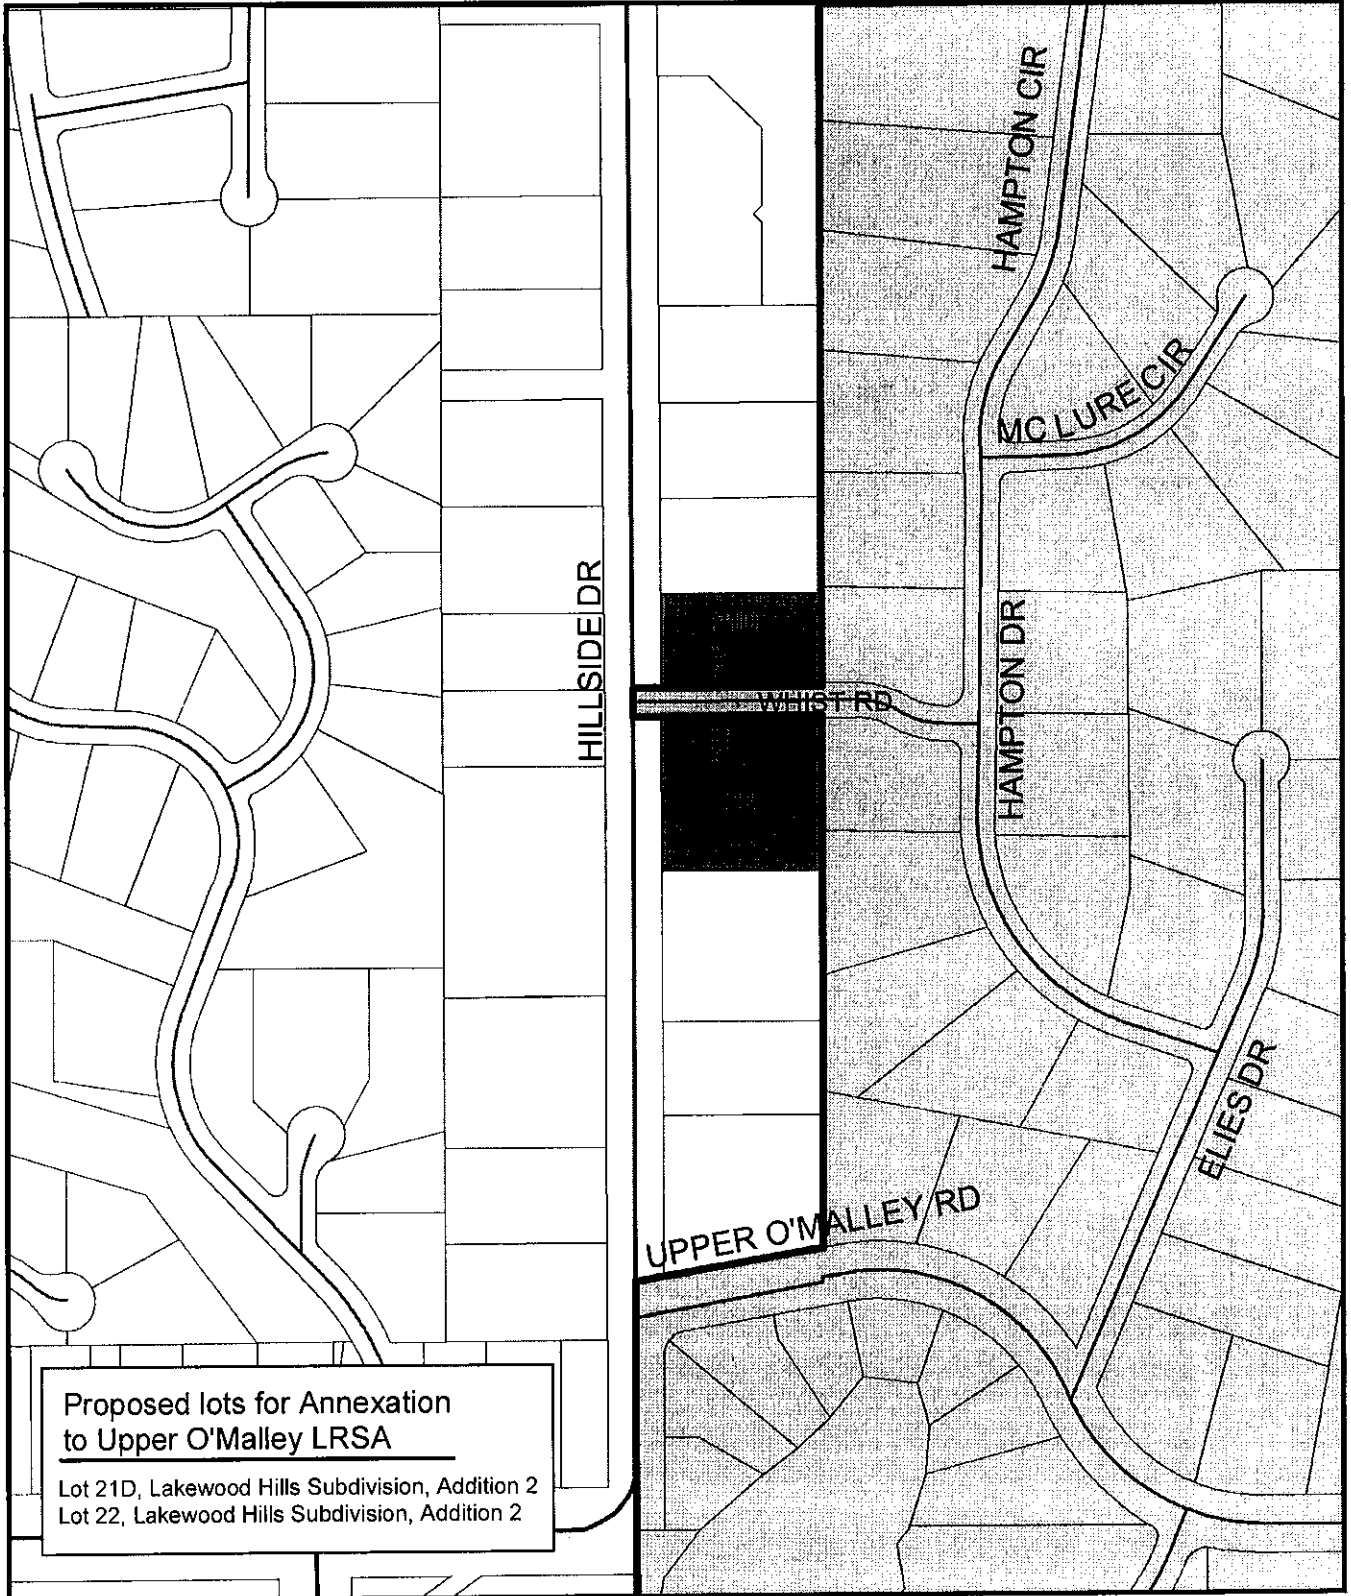 HAMPTON CIR
MC LURE CIR
HILLSIDE DR
WHIST RD
HAMPTON DR
ELIES DR
UPPER O'MALLEY RD
Proposed lots for Annexation
to Upper O'Malley LRSA
Lot 21D, Lakewood Hills Subdivision, Addition 2
Lot 22, Lakewood Hills Subdivision, Addition 2